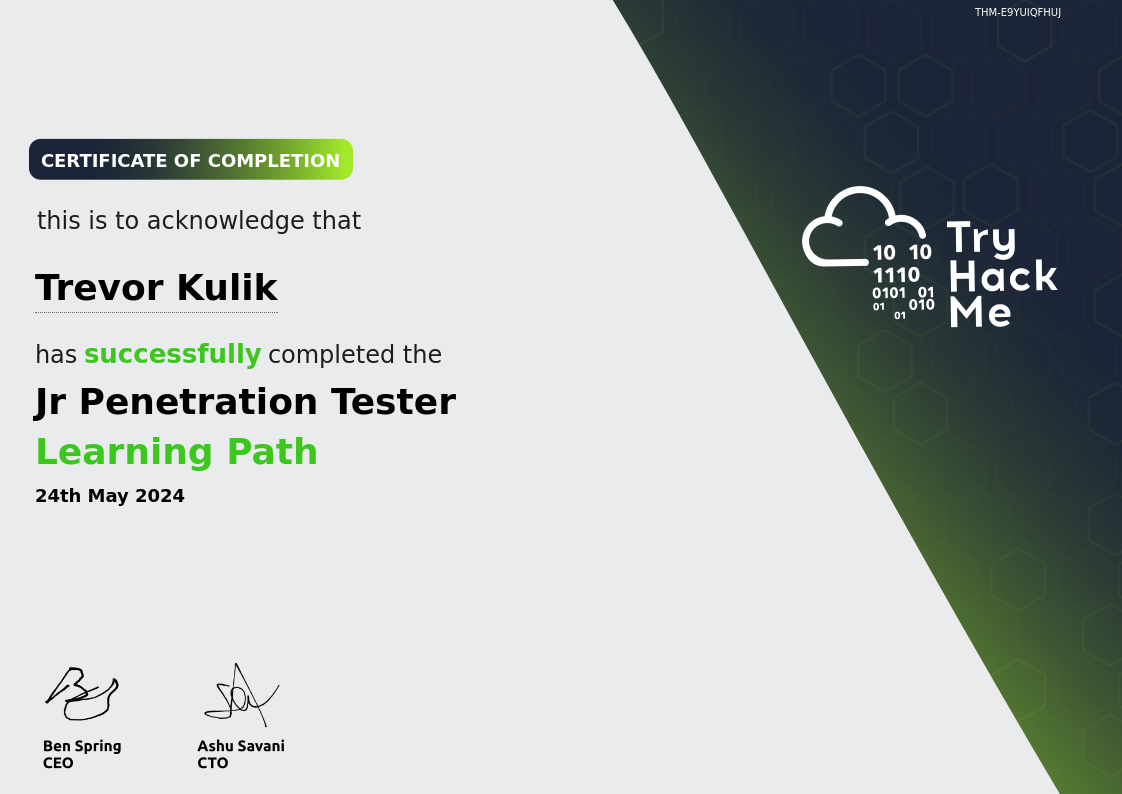 THM-E9YUIQFHUJ
CERTIFICATE OF COMPLETION
this is to acknowledge that
Trevor Kulik
has successfully completed the
Jr Penetration Tester
Learning Path
24th May 2024
10 10
1110
0101 01
01 010
01
Try
Hack
Me
Ben Spring
CEO
Ashu Savani
CTO